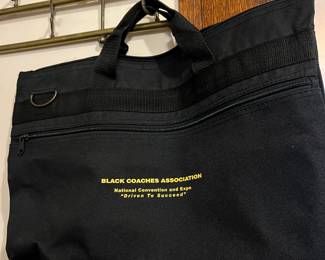 BLACK COACHES ASSOCIATION
National Convention and Expo
"Driven To Succeed"